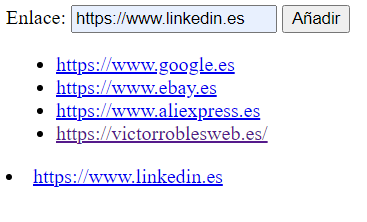 Enlace: https://www.linkedin.es Añadir
https://www.google.es
https://www.ebay.es
https://www.aliexpress.es
https://victorroblesweb.es/
https://www.linkedin.es